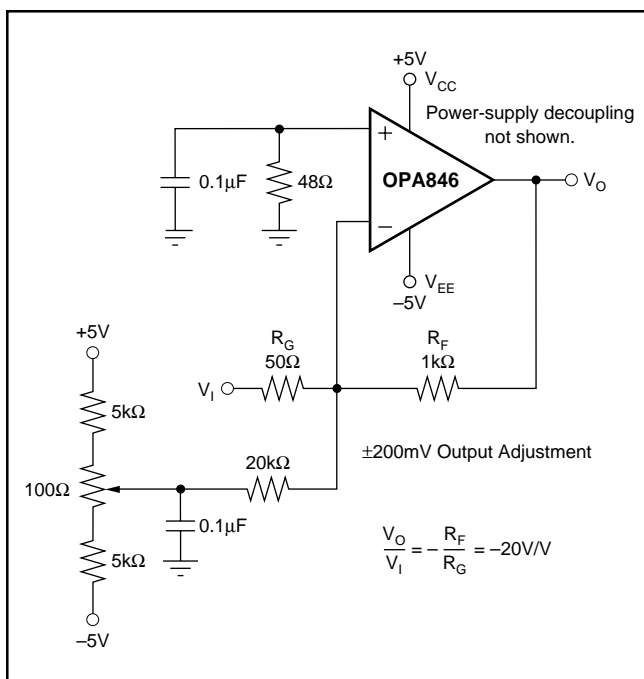 +5V
V_CC
Power-supply decoupling
not shown.
+
OPA846
0.1µF
48Ω
V_O
−
V_EE
–5V
+5V
R_G
50Ω
R_F
1kΩ
V_I
5kΩ
20kΩ
±200mV Output Adjustment
100Ω
0.1µF
V_O
V_I
= –
R_F
R_G
= –20V/V
5kΩ
–5V